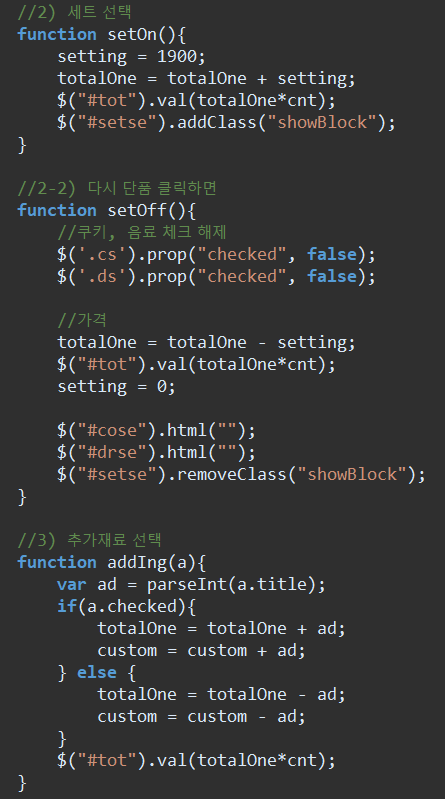 //2) 세트 선택
function setOn(){
    setting = 1900;
    totalOne = totalOne + setting;
    $("#tot").val(totalOne*cnt);
    $("#setse").addClass("showBlock");
}

//2-2) 다시 단품 클릭하면
function setOff(){
    //쿠키, 음료 체크 해제
    $('.cs').prop("checked", false);
    $('.ds').prop("checked", false);

    //가격
    totalOne = totalOne - setting;
    $("#tot").val(totalOne*cnt);
    setting = 0;

    $("#cose").html("");
    $("#drse").html("");
    $("#setse").removeClass("showBlock");
}

//3) 추가재료 선택
function addIng(a){
    var ad = parseInt(a.title);
    if(a.checked){
        totalOne = totalOne + ad;
        custom = custom + ad;
    } else {
        totalOne = totalOne - ad;
        custom = custom - ad;
    }
    $("#tot").val(totalOne*cnt);
}